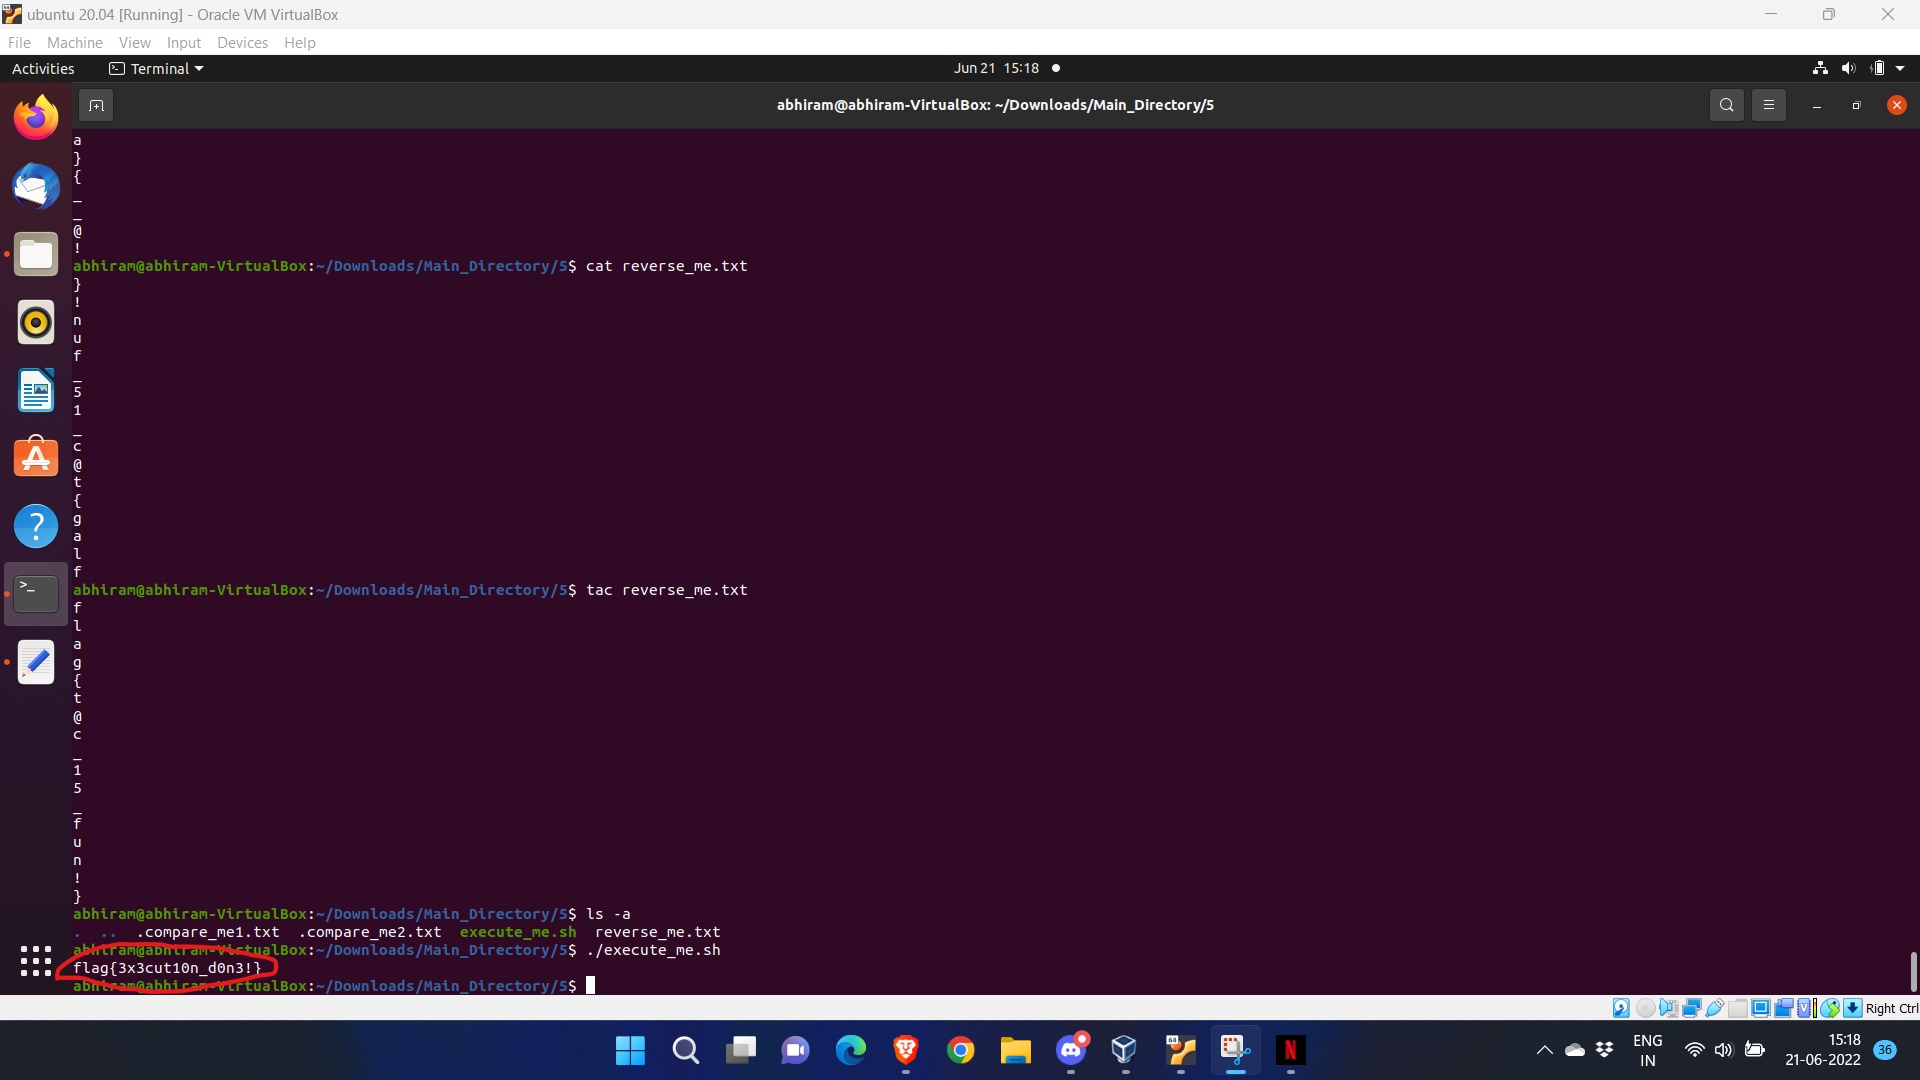 ubuntu 20.04 [Running] - Oracle VM VirtualBox
File Machine View Input Devices Help
Activities Terminal Jun 21 15:18
abhiram@abhiram-VirtualBox: ~/Downloads/Main_Directory/5
a
}
{
_
_
@
!
abhiram@abhiram-VirtualBox:~/Downloads/Main_Directory/5$ cat reverse_me.txt
}
!
n
u
f
_
5
1
_
c
@
t
{
g
a
l
f
abhiram@abhiram-VirtualBox:~/Downloads/Main_Directory/5$ tac reverse_me.txt
f
l
a
g
{
t
@
c
_
1
5
_
f
u
n
!
}
abhiram@abhiram-VirtualBox:~/Downloads/Main_Directory/5$ ls -a
. .. .compare_me1.txt .compare_me2.txt execute_me.sh reverse_me.txt
abhiram@abhiram-VirtualBox:~/Downloads/Main_Directory/5$ ./execute_me.sh
flag{3x3cut10n_d0n3!}
abhiram@abhiram-VirtualBox:~/Downloads/Main_Directory/5$
Right Ctrl
64
N
ENG
IN
15:18
21-06-2022
36